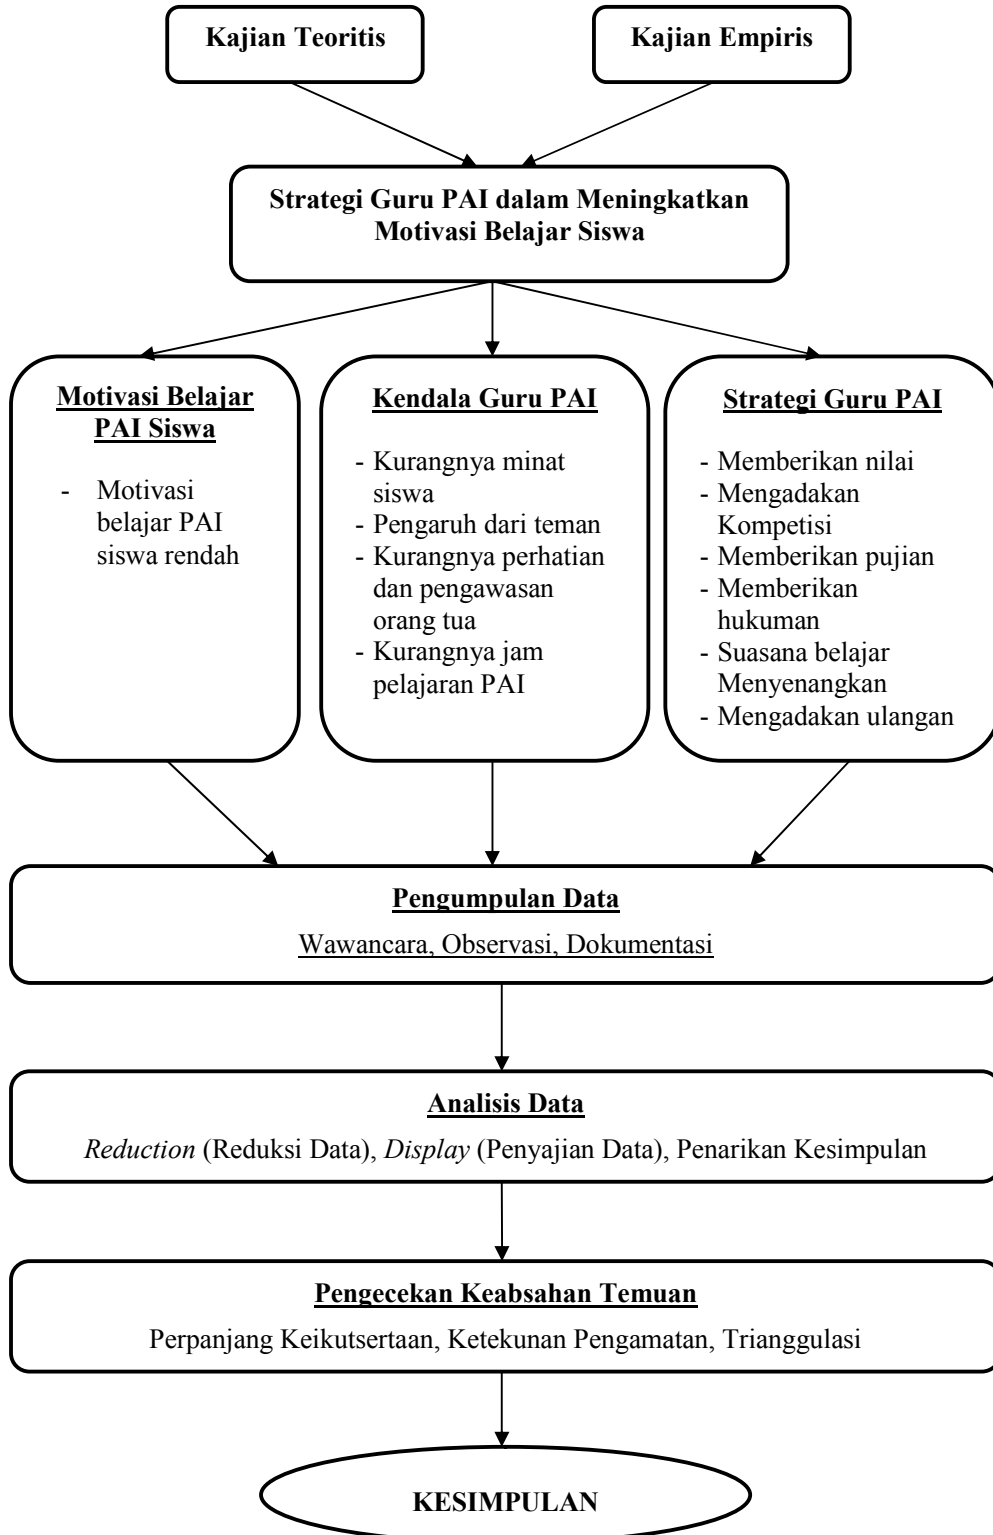 Kajian Teoritis
Kajian Empiris
Strategi Guru PAI dalam Meningkatkan
Motivasi Belajar Siswa
Motivasi Belajar
PAI Siswa
- Motivasi
belajar PAI
siswa rendah
Kendala Guru PAI
- Kurangnya minat
siswa
- Pengaruh dari teman
- Kurangnya perhatian
dan pengawasan
orang tua
- Kurangnya jam
pelajaran PAI
Strategi Guru PAI
- Memberikan nilai
- Mengadakan
Kompetisi
- Memberikan pujian
- Memberikan
hukuman
- Suasana belajar
Menyenangkan
- Mengadakan ulangan
Pengumpulan Data
Wawancara, Observasi, Dokumentasi
Analisis Data
Reduction (Reduksi Data), Display (Penyajian Data), Penarikan Kesimpulan
Pengecekan Keabsahan Temuan
Perpanjang Keikutsertaan, Ketekunan Pengamatan, Trianggulasi
KESIMPULAN